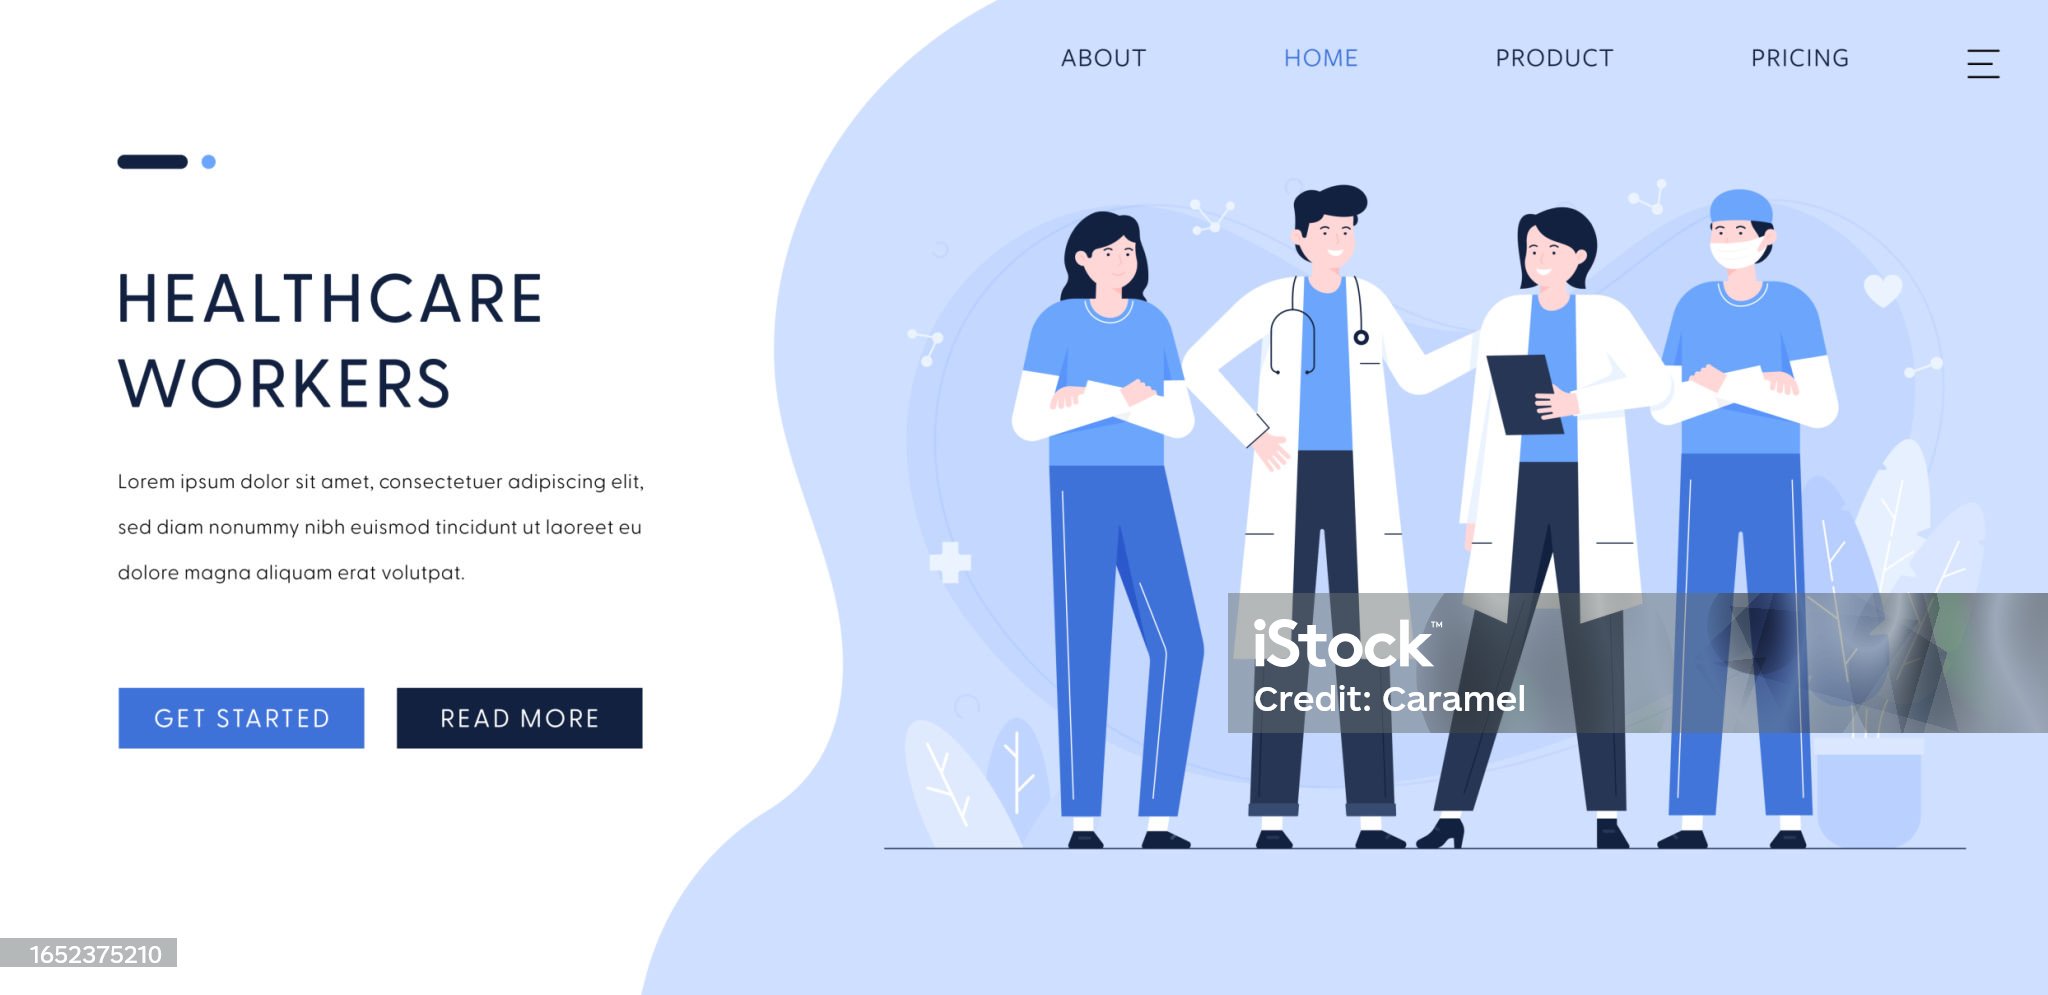 ABOUT
HOME
PRODUCT
PRICING
HEALTHCARE
WORKERS
Lorem ipsum dolor sit amet, consectetuer adipiscing elit,
sed diam nonummy nibh euismod tincidunt ut laoreet eu
dolore magna aliquam erat volutpat.
GET STARTED
READ MORE
iStock™
Credit: Caramel
1652375210